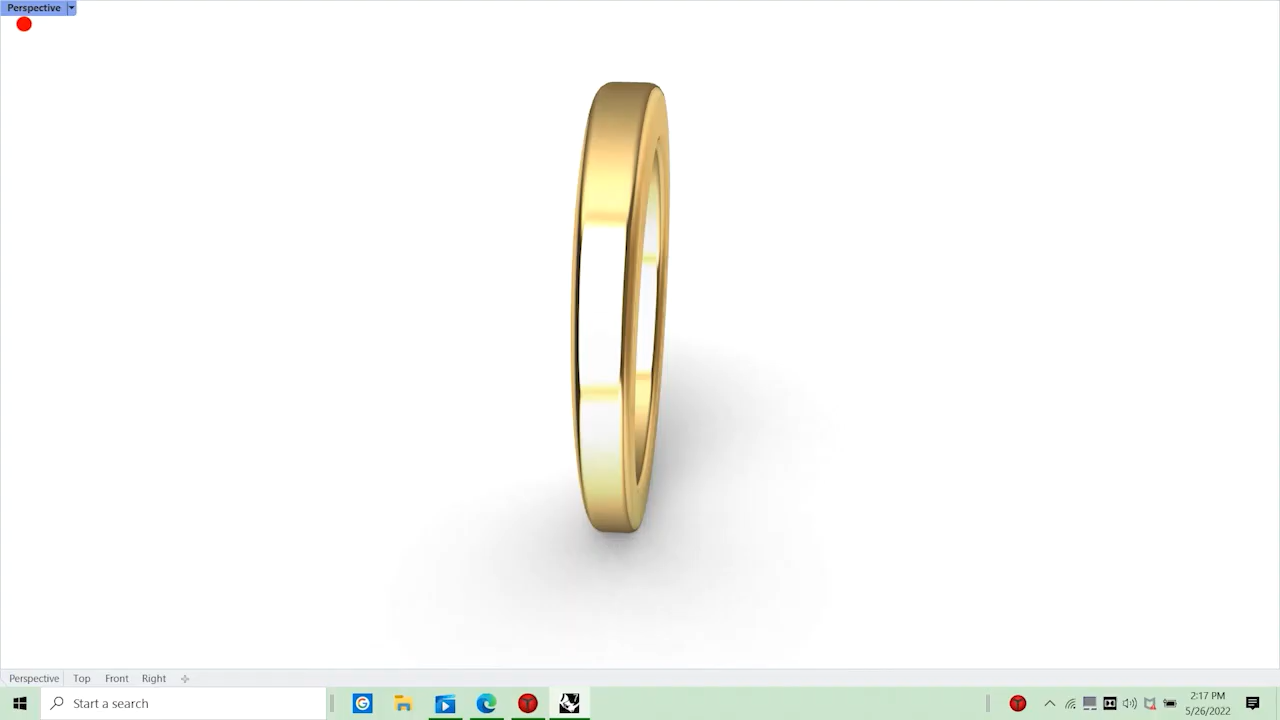 Perspective
Perspective Top Front Right
Start a search
2:17 PM
5/26/2022